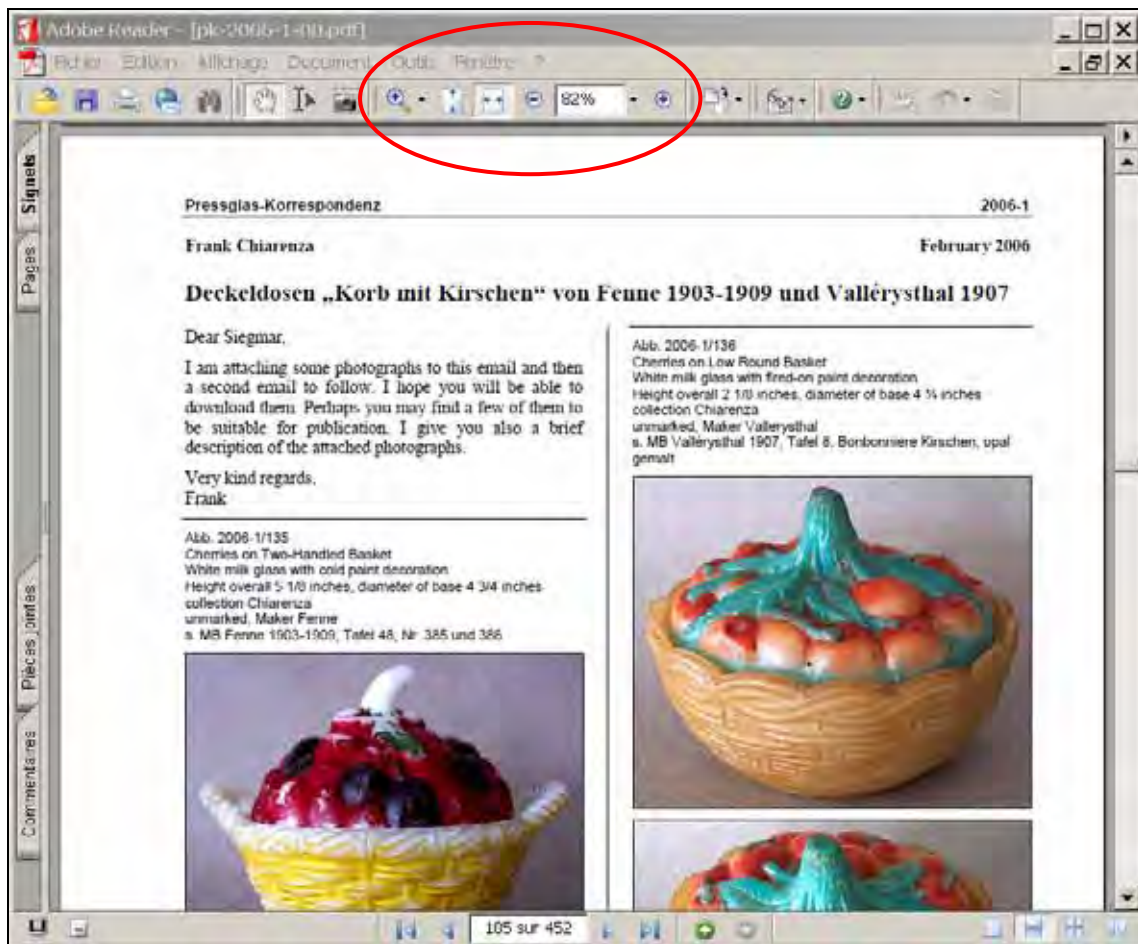 Adobe Reader - [pk-2006-1-00.pdf]
Fichier Edition Affichage Document Outils Fenêtre ?
82%
Signets
Pages
Pièces jointes
Commentaires
Pressglas-Korrespondenz 2006-1
Frank Chiarenza February 2006
Deckeldosen „Korb mit Kirschen“ von Fenne 1903-1909 und Vallérysthal 1907
Dear Siegmar,
I am attaching some photographs to this email and then
a second email to follow. I hope you will be able to
download them. Perhaps you may find a few of them to
be suitable for publication. I give you also a brief
description of the attached photographs.
Very kind regards,
Frank
Abb. 2006-1/135
Cherries on Two-Handled Basket
White milk glass with cold paint decoration
Height overall 5 1/8 inches, diameter of base 4 3/4 inches
collection Chiarenza
unmarked, Maker Fenne
s. MB Fenne 1903-1909, Tafel 48, Nr. 385 und 386
Abb. 2006-1/136
Cherries on Low Round Basket
White milk glass with fired-on paint decoration
Height overall 2 1/8 inches, diameter of base 4 ¼ inches
collection Chiarenza
unmarked, Maker Vallerysthal
s. MB Vallérysthal 1907, Tafel 8, Bonbonniere Kirschen, opal
gemalt
105 sur 452